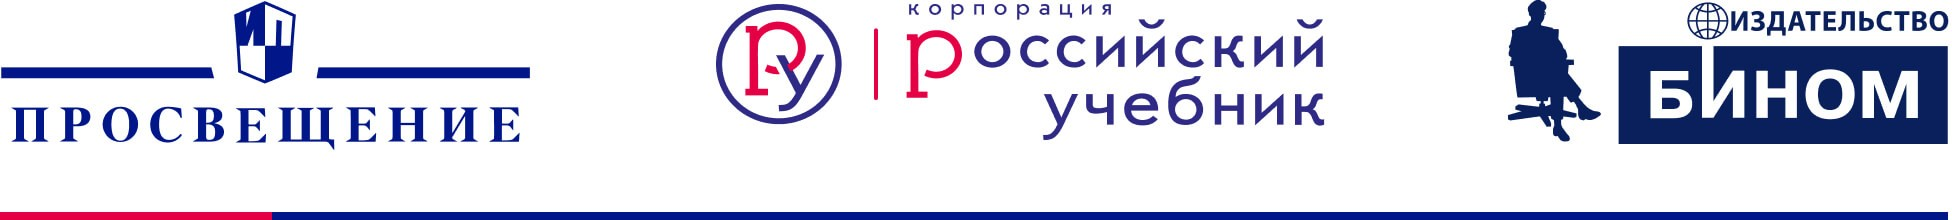 ИП
ПРОСВЕЩЕНИЕ
Ру
корпорация
Российский
учебник
ИЗДАТЕЛЬСТВО
БИНОМ